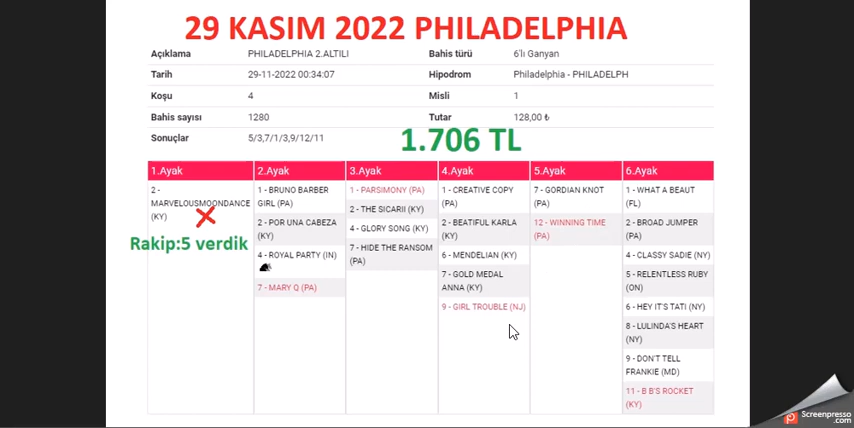 29 KASIM 2022 PHILADELPHIA
Açıklama PHILADELPHIA 2.ALTILI Bahis türü 6'lı Ganyan
Tarih 29-11-2022 00:34:07 Hipodrom Philadelphia - PHILADELPH
Koşu 4 Misli 1
Bahis sayısı 1280 Tutar 128,00 ₺
Sonuçlar 5/3,7/1/3,9/12/11
1.706 TL
1.Ayak 2.Ayak 3.Ayak 4.Ayak 5.Ayak 6.Ayak
2 -
MARVELOUSMOONDANCE
(KY)
Rakip:5 verdik
1 - BRUNO BARBER
GIRL (PA)
2 - POR UNA CABEZA
(KY)
4 - ROYAL PARTY (IN)
7 - MARY Q (PA)
1 - PARSIMONY (PA)
2 - THE SICARII (KY)
4 - GLORY SONG (KY)
7 - HIDE THE RANSOM
(PA)
1 - CREATIVE COPY
(PA)
2 - BEATIFUL KARLA
(KY)
6 - MENDELIAN (KY)
7 - GOLD MEDAL
ANNA (KY)
9 - GIRL TROUBLE (NJ)
7 - GORDIAN KNOT
(PA)
12 - WINNING TIME
(PA)
1 - WHAT A BEAUT
(FL)
2 - BROAD JUMPER
(PA)
4 - CLASSY SADIE (NY)
5 - RELENTLESS RUBY
(ON)
6 - HEY IT'S TATI (NY)
8 - LULINDA'S HEART
(NY)
9 - DON'T TELL
FRANKIE (MD)
11 - B B'S ROCKET
(KY)
Screenpresso
.com